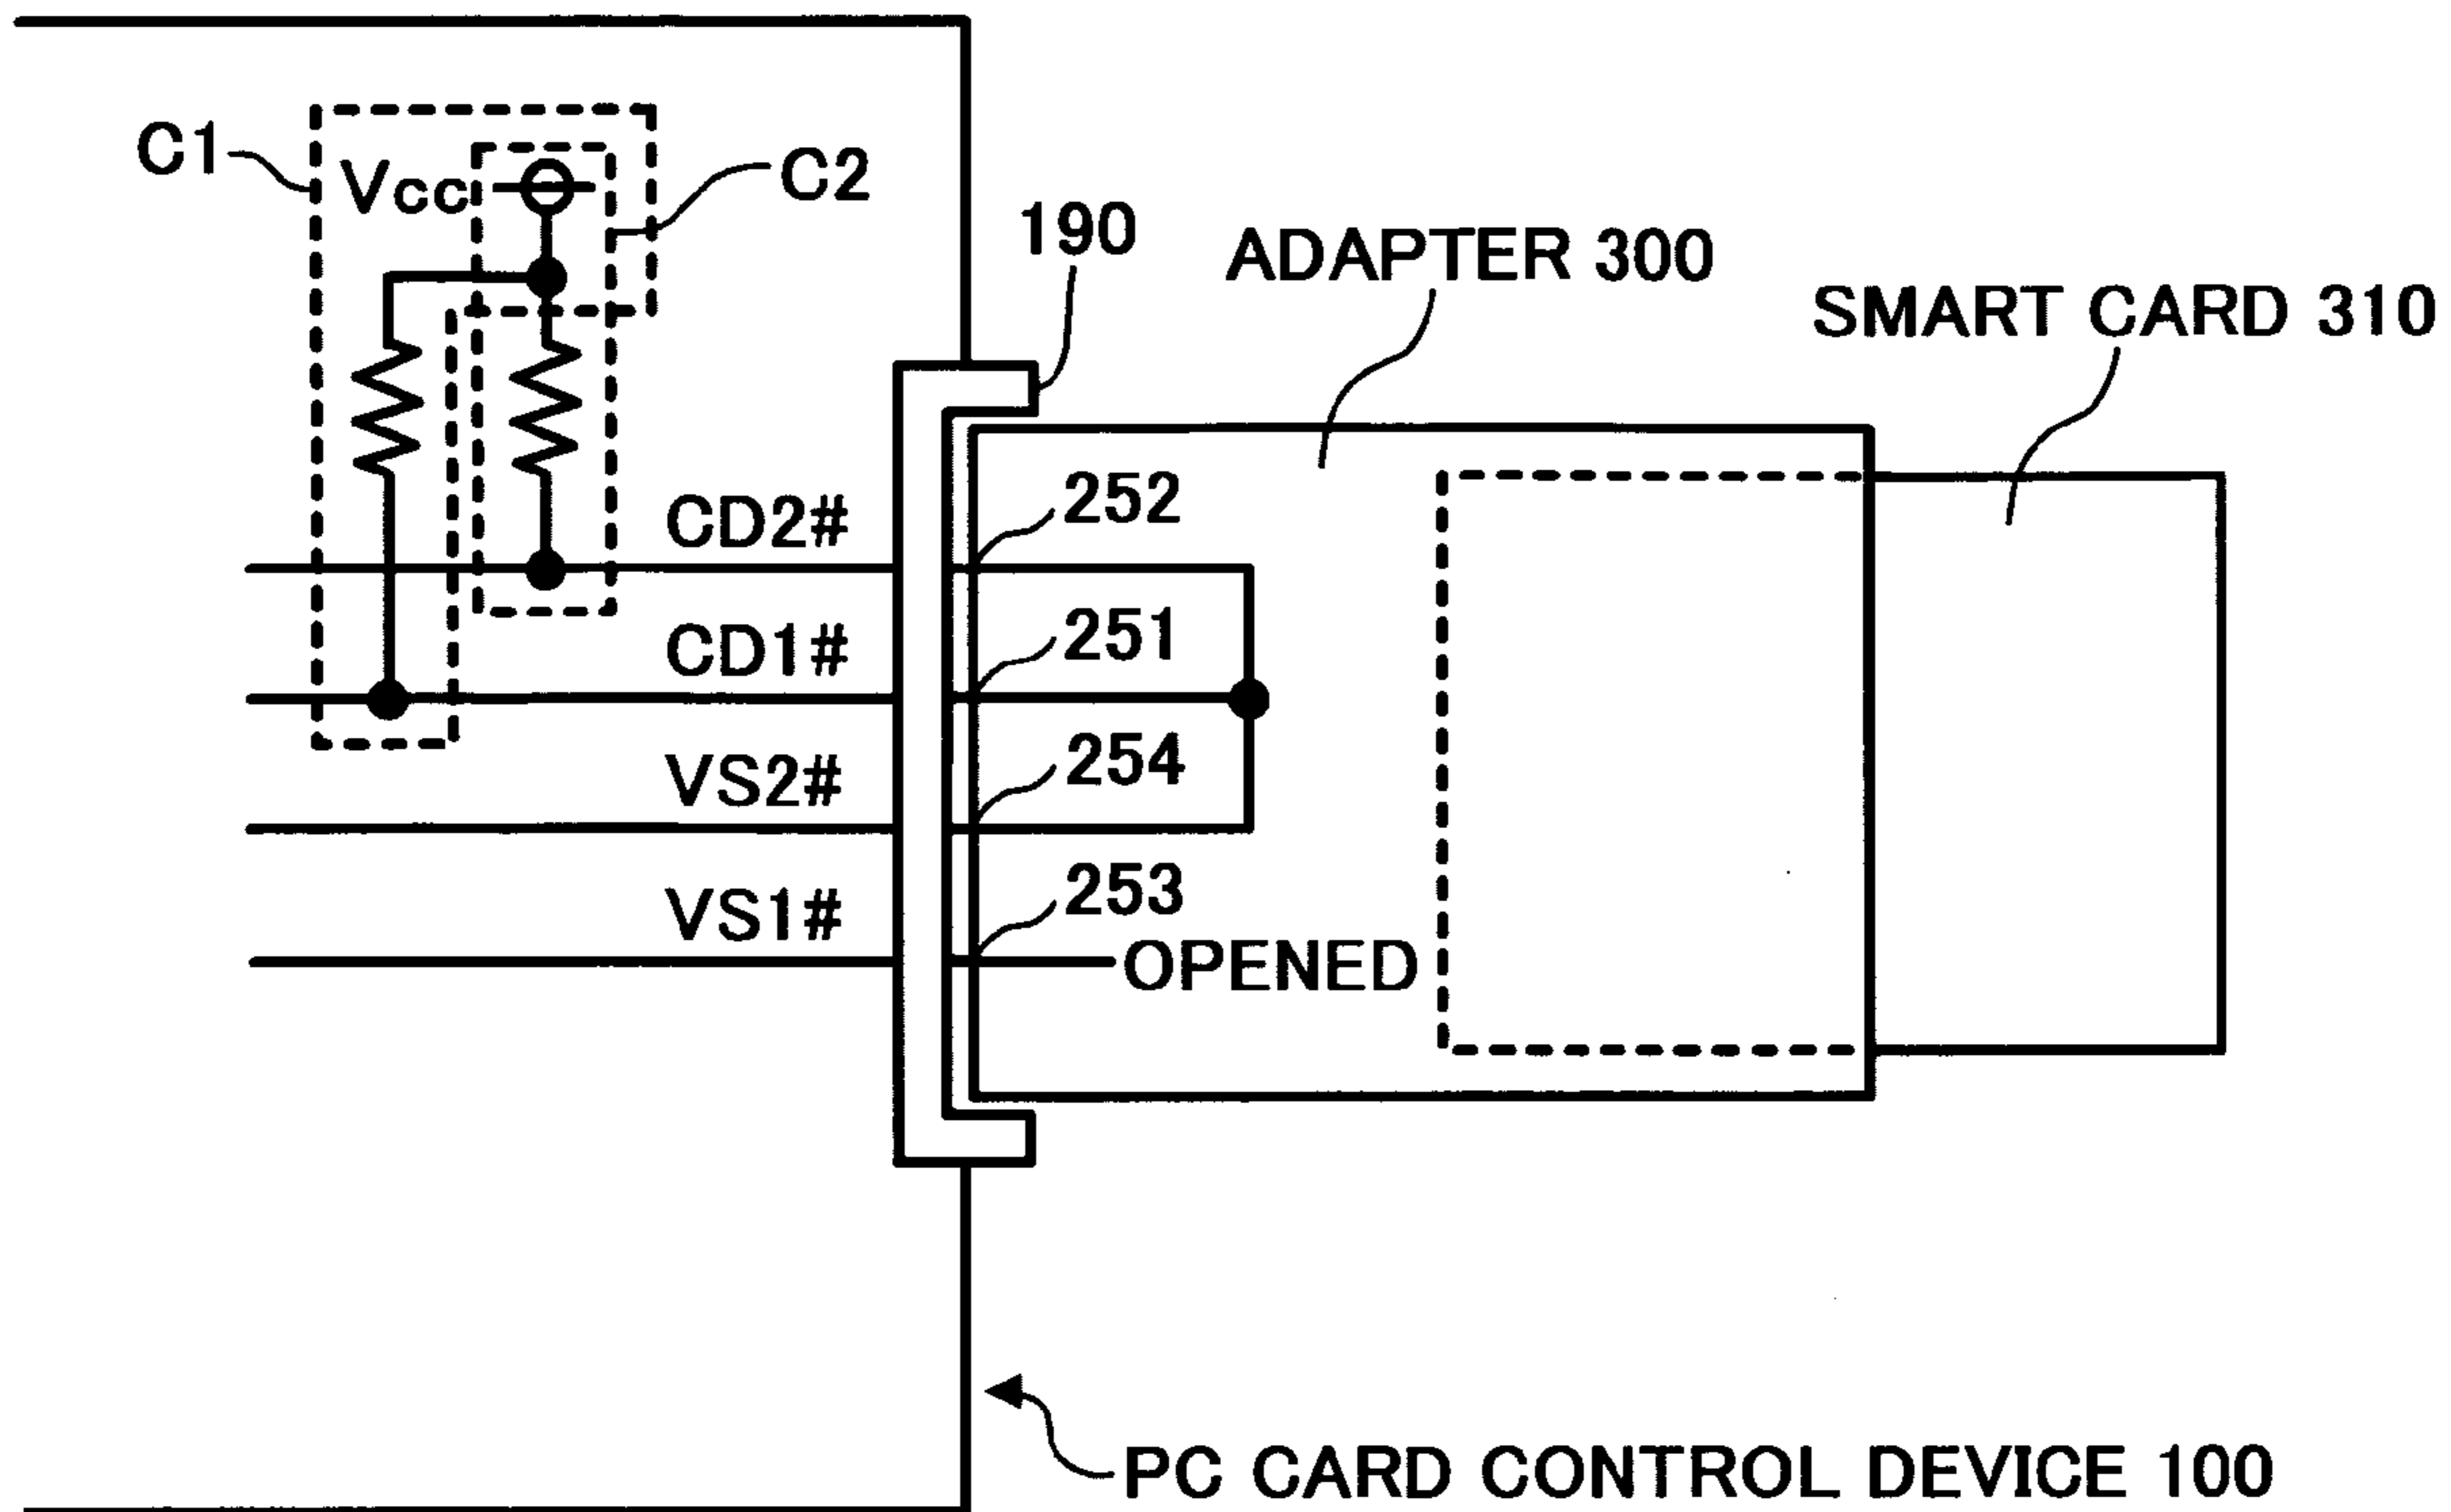 C1
Vcc
C2
190
ADAPTER 300
SMART CARD 310
CD2#
252
CD1#
251
VS2#
254
VS1#
253
OPENED
PC CARD CONTROL DEVICE 100